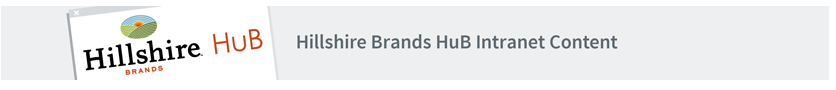 Hillshire
BRANDS
HuB
Hillshire Brands HuB Intranet Content